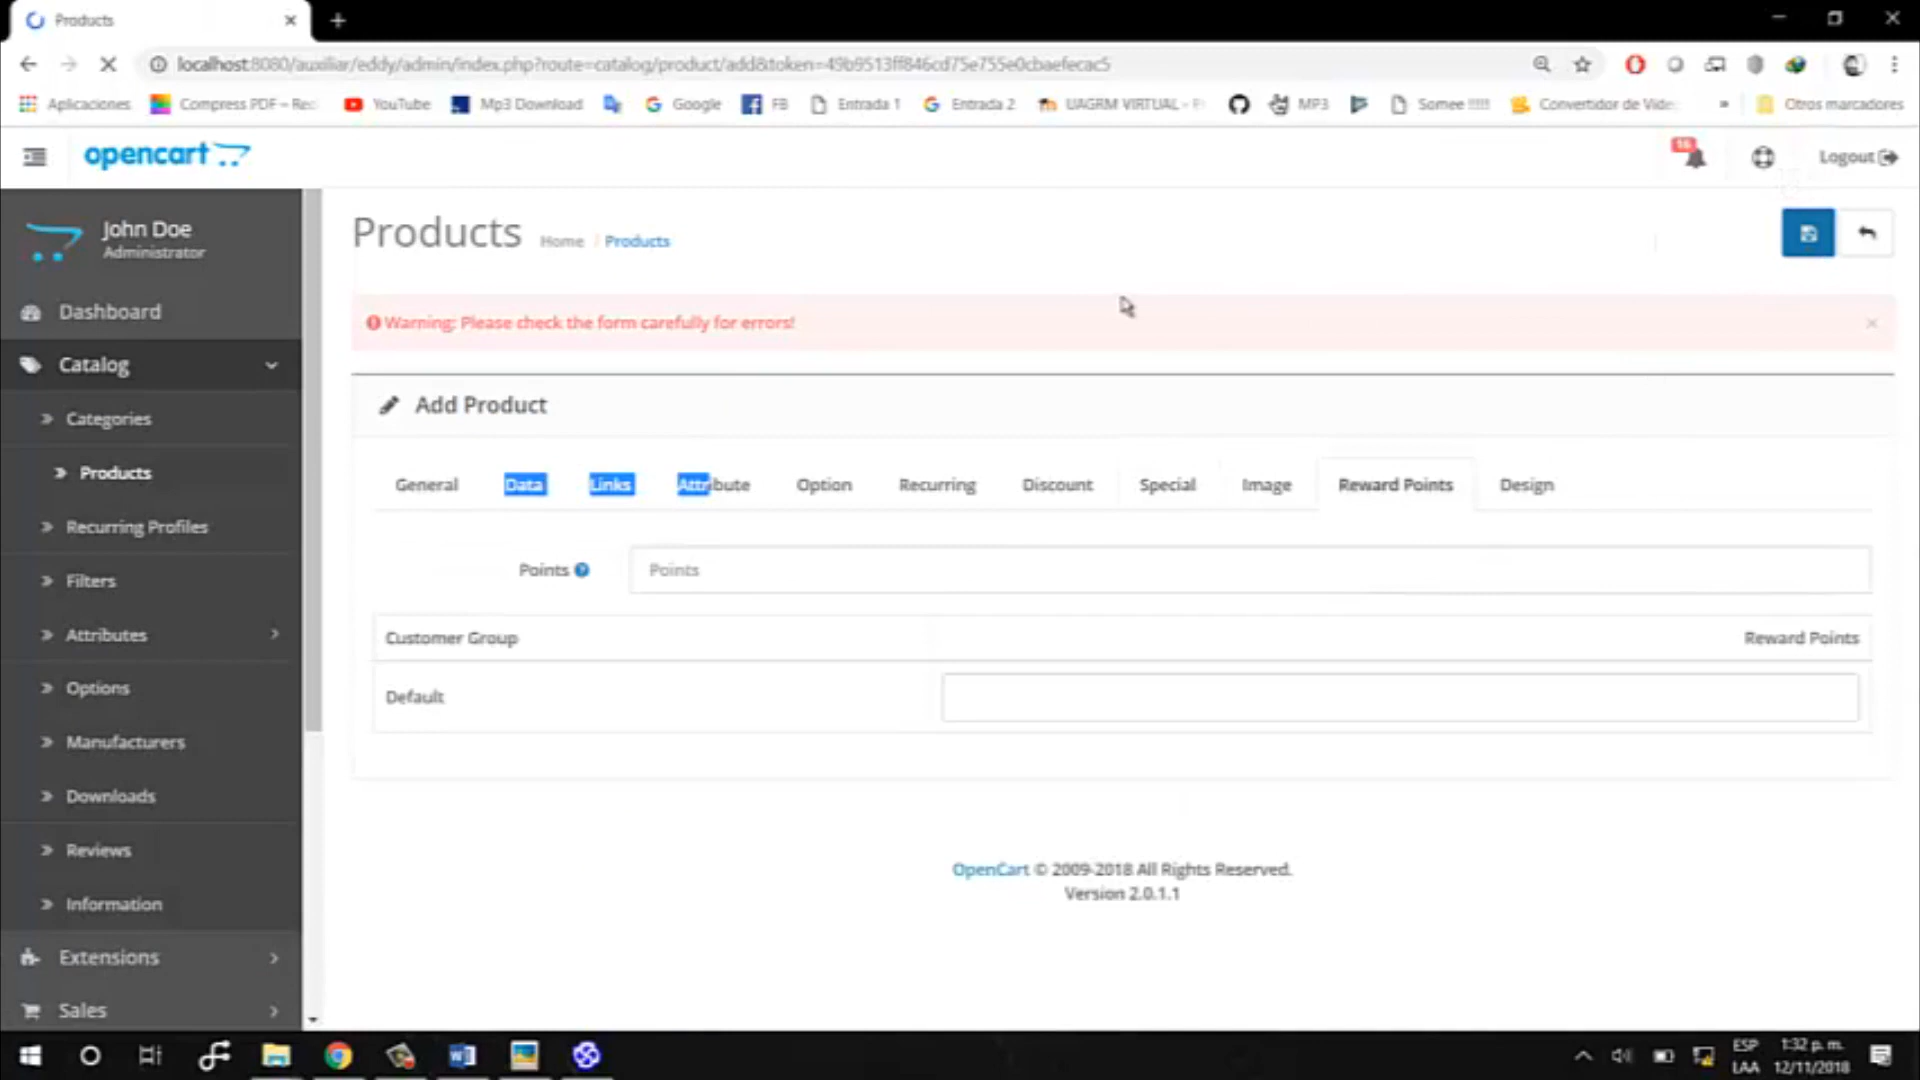 Products
localhost:8080/auxiliar/eddy/admin/index.php?route=catalog/product/add&token=49b9513ff846cd75e755e0cbaefecac5
Aplicaciones
Compress PDF – Rec
YouTube
Mp3 Download
Google
FB
Entrada 1
Entrada 2
UAGRM VIRTUAL -
MP3
Somee !!!!!
Convertidor de Vide
»
Otros marcadores
opencart
16
Logout
John Doe
Administrator
Products
Home / Products
Warning: Please check the form carefully for errors!
Dashboard
Catalog
Categories
Products
Recurring Profiles
Filters
Attributes
Options
Manufacturers
Downloads
Reviews
Information
Extensions
Sales
Add Product
General
Data
Links
Attribute
Option
Recurring
Discount
Special
Image
Reward Points
Design
Points
Points
Customer Group
Reward Points
Default
OpenCart © 2009-2018 All Rights Reserved.
Version 2.0.1.1
ESP
LAA
1:32 p. m.
12/11/2018